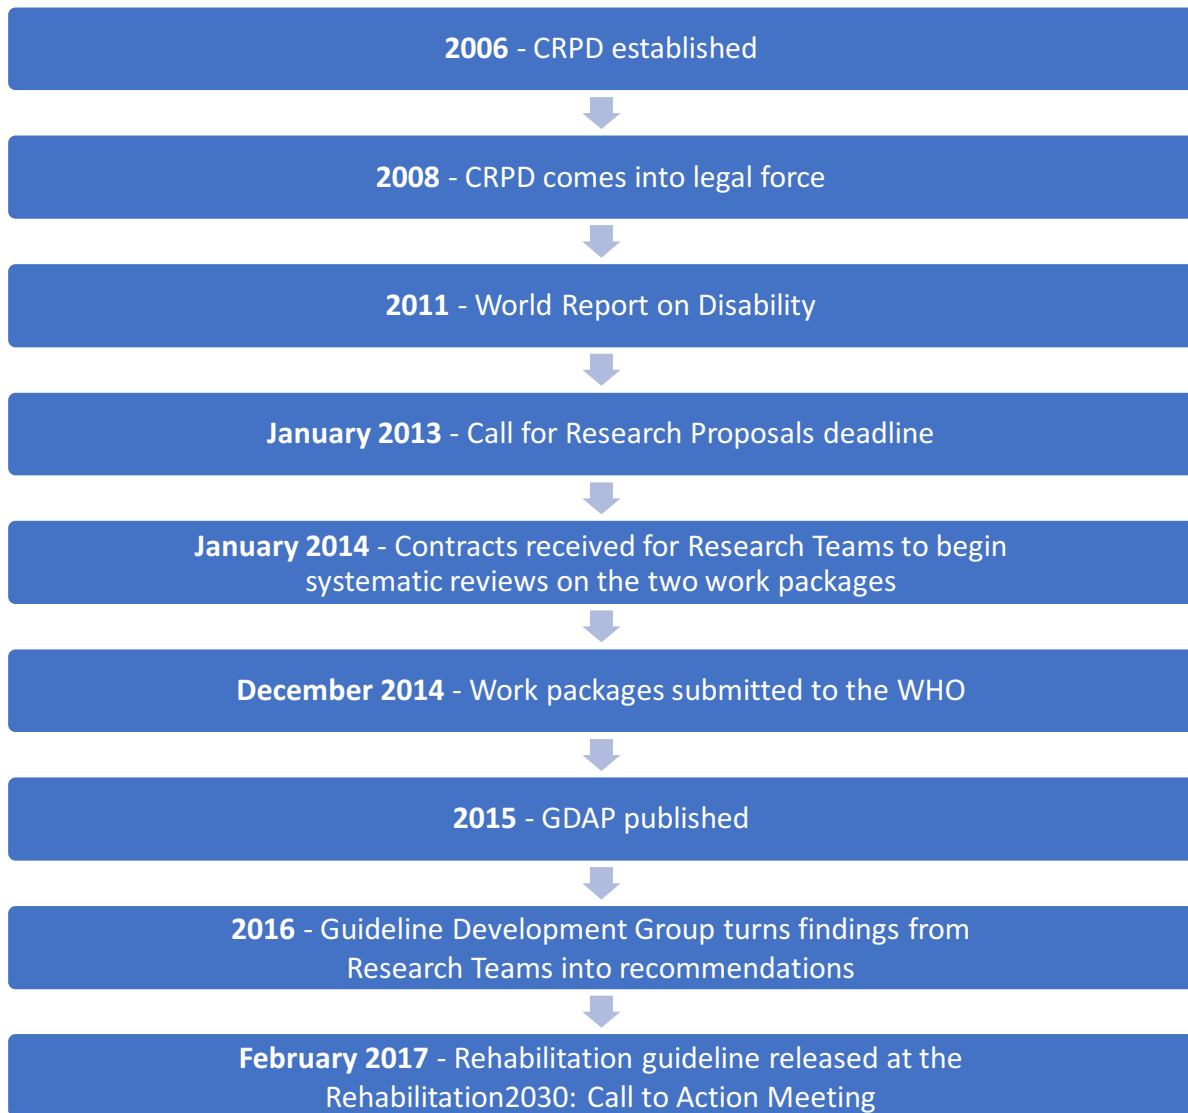 2006 - CRPD established
2008 - CRPD comes into legal force
2011 - World Report on Disability
January 2013 - Call for Research Proposals deadline
January 2014 - Contracts received for Research Teams to begin
systematic reviews on the two work packages
December 2014 - Work packages submitted to the WHO
2015 - GDAP published
2016 - Guideline Development Group turns findings from
Research Teams into recommendations
February 2017 - Rehabilitation guideline released at the
Rehabilitation2030: Call to Action Meeting